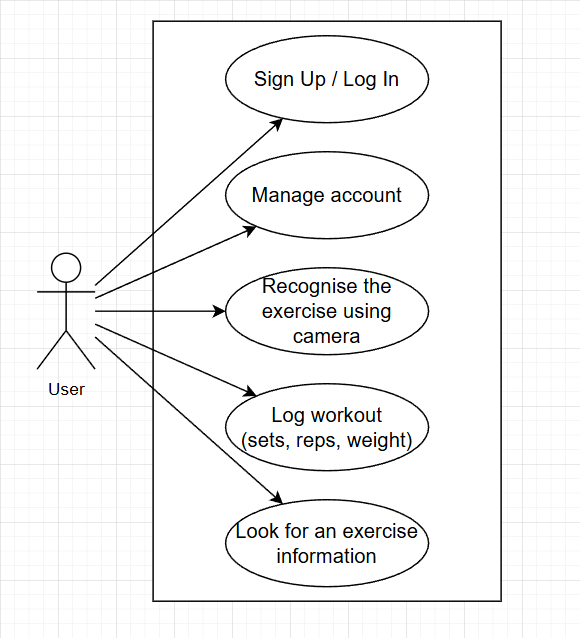 Sign Up / Log In
Manage account
Recognise the
exercise using
camera
User
Log workout
(sets, reps, weight)
Look for an exercise
information